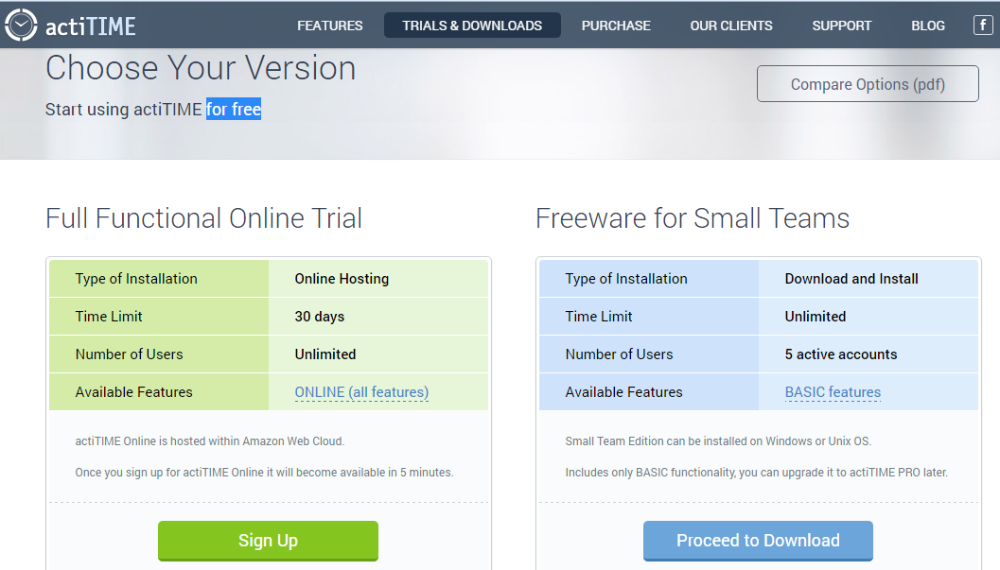 actiTIME FEATURES TRIALS & DOWNLOADS PURCHASE OUR CLIENTS SUPPORT BLOG f
Choose Your Version
Compare Options (pdf)
Start using actiTIME for free
Full Functional Online Trial
Type of Installation Online Hosting
Time Limit 30 days
Number of Users Unlimited
Available Features ONLINE (all features)
actiTIME Online is hosted within Amazon Web Cloud.
Once you sign up for actiTIME Online it will become available in 5 minutes.
Sign Up
Freeware for Small Teams
Type of Installation Download and Install
Time Limit Unlimited
Number of Users 5 active accounts
Available Features BASIC features
Small Team Edition can be installed on Windows or Unix OS.
Includes only BASIC functionality, you can upgrade it to actiTIME PRO later.
Proceed to Download